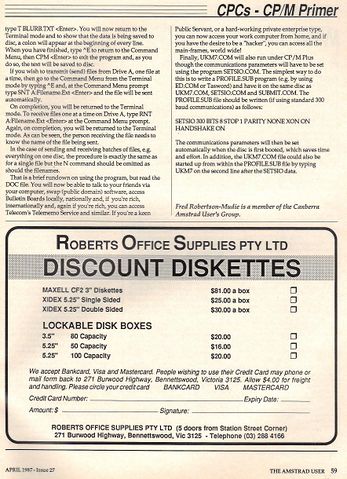 CPCs - CP/M Primer
type T BLURB.TXT <Enter>. You will now return to the
Terminal mode and to show that the data is being saved to
disc, a colon will appear at the beginning of every line.
When you have finished, type ^E to return to the Command
Menu, then CPM <Enter> to exit the program and, as you
do so, the text will be saved to disc.
If you wish to transmit (send) files from Drive A, one file at
a time, then go to the Command Menu from the Terminal
mode by typing ^E and, at the Command Menu prompt
type SNT A:Filename.Ext <Enter> and the file will be sent
automatically.
On completion, you will be returned to the Terminal
mode. To receive files one at a time on Drive A, type RNT
A:Filename.Ext <Enter> at the Command Menu prompt.
Again, on completion, you will be returned to the Terminal
mode. As can be seen, the person receiving the file needs to
know the name of the file being sent.
In the case of sending and receiving batches of files, e.g.
everything on one disc, the procedure is exactly the same as
for a single file but the N command should be omitted as
should the filenames.
That is a brief rundown on using the program, but read the
DOC file. You will now be able to talk to your friends via
your computer, swap (public domain) software, access
Bulletin Boards locally, nationally and, if you're rich,
internationally and, again if you're rich, you can access
Telecom's Telememo Service and similar. If you're a keen
Public Servant, or a hard-working private enterprise type,
you can now access your work computer from home, and if
you have the desire to be a "hacker", you can access all the
main-frames, world wide!
Finally, UKM7.COM will also run under CP/M Plus
though the communications parameters will have to be set
using the program SETSIO.COM. The simplest way to do
this is to write a PROFILE.SUB program (e.g. by using
ED.COM or Tasword) and have it on the same disc as
UKM7.COM, SETSIO.COM and SUBMIT.COM. The
PROFILE.SUB file should be written (if using standard 300
baud communications) as follows:
SETSIO 300 BITS 8 STOP 1 PARITY NONE XON ON
HANDSHAKE ON
The communications parameters will then be set
automatically when the disc is first booted, which saves time
and effort. In addition, the UKM7.COM file could also be
started up from within the PROFILE.SUB file by typing
UKM7 on the second line after the SETSIO data.
Fred Robertson-Mudie is a member of the Canberra
Amstrad User's Group.
ROBERTS OFFICE SUPPLIES PTY LTD
DISCOUNT DISKETTES
MAXELL CF2 3" Diskettes $81.00 a box
XIDEX 5.25" Single Sided $25.00 a box
XIDEX 5.25" Double Sided $30.00 a box
LOCKABLE DISK BOXES
3.5" 80 Capacity $20.00
5.25" 50 Capacity $16.00
5.25" 100 Capacity $20.00
We accept Bankcard, Visa and Mastercard. People wishing to use their Credit Card may phone or
mail form back to 271 Burwood Highway, Bennettswood, Victoria 3125. Allow $4.00 for freight
and handling. Please circle your credit card BANKCARD VISA MASTERCARD
Credit Card Number: Expiry Date:
Amount: $ Signature:
ROBERTS OFFICE SUPPLIES PTY LTD (5 doors from Station Street Corner)
271 Burwood Highway, Bennettswood, Vic 3125 - Telephone (03) 288 4166
APRIL 1987 - Issue 27
THE AMSTRAD USER 59